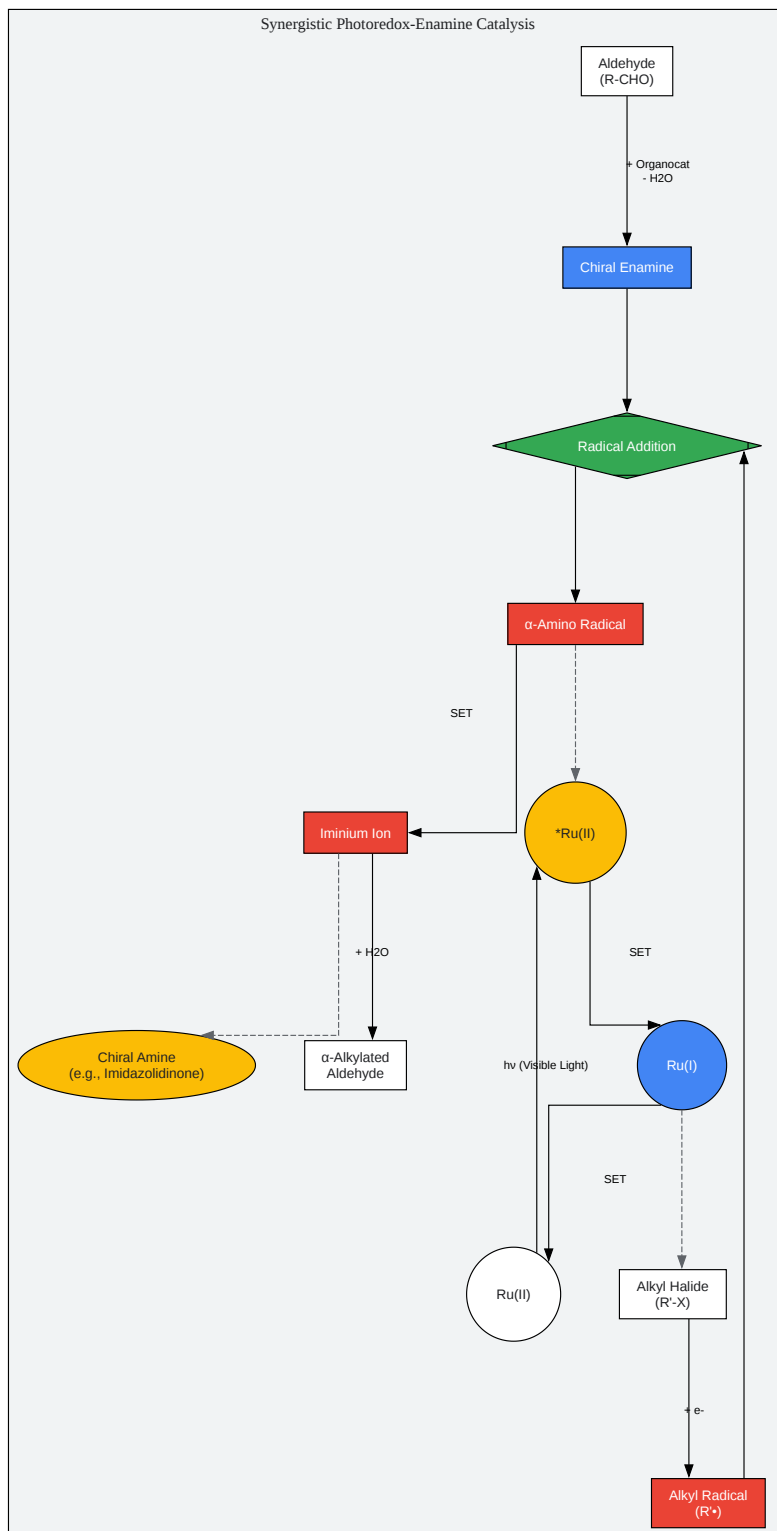 Synergistic Photoredox-Enamine Catalysis
Aldehyde
(R-CHO)
+ Organocat
- H2O
Chiral Enamine
Radical Addition
α-Amino Radical
SET
Iminium Ion
*Ru(II)
+ H2O
SET
Chiral Amine
(e.g., Imidazolidinone)
α-Alkylated
Aldehyde
hν (Visible Light)
Ru(I)
SET
Ru(II)
Alkyl Halide
(R'-X)
+ e-
Alkyl Radical
(R'•)